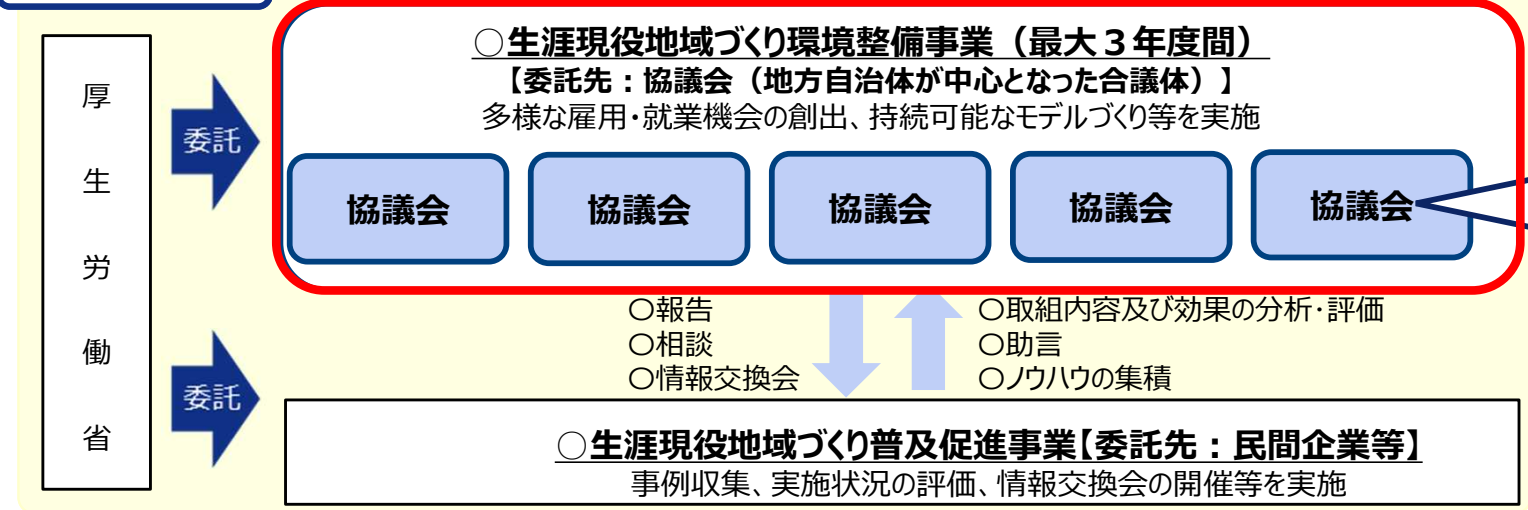 厚生労働省
委託
○生涯現役地域づくり環境整備事業（最大３年度間）
【委託先：協議会（地方自治体が中心となった合議体）】
多様な雇用・就業機会の創出、持続可能なモデルづくり等を実施
協議会
協議会
協議会
協議会
協議会
〇報告
〇相談
〇情報交換会
〇取組内容及び効果の分析・評価
〇助言
〇ノウハウの集積
委託
○生涯現役地域づくり普及促進事業【委託先：民間企業等】
事例収集、実施状況の評価、情報交換会の開催等を実施